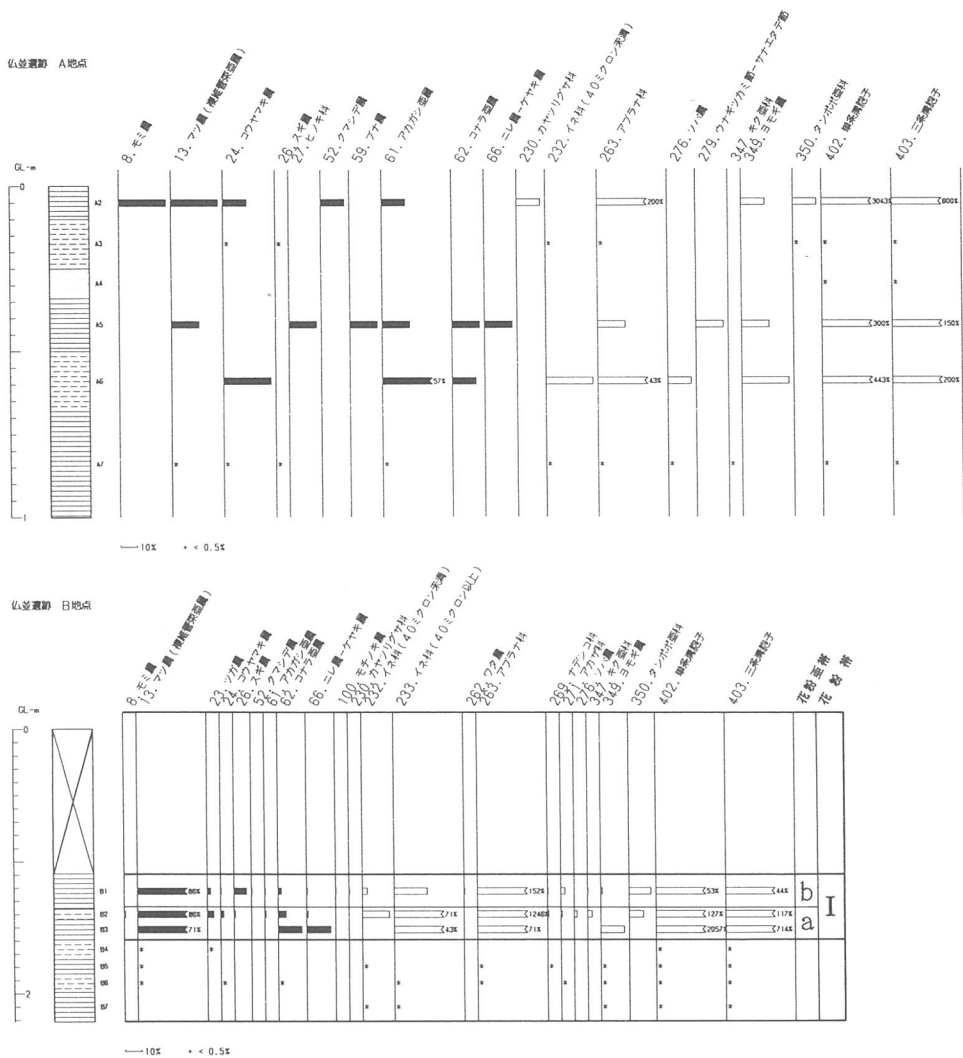 仏並遺跡 A地点
8. モミ属
13. マツ属(複維管束亜属)
24. コウヤマキ属
26. スギ属
27. ヒノキ科
52. クマシデ属
59. ブナ属
61. アカガシ亜属
62. コナラ亜属
66. ニレ属-ケヤキ属
230. カヤツリグサ科
232. イネ科(40ミクロン未満)
263. アブラナ科
276. ソバ属
279. ウナギツカミ節-サナエタデ節
347. キク亜科
349. ヨモギ属
350. タンポポ亜科
402. 単条溝胞子
403. 三条溝胞子
GL-m
0
A2 200% 3043% 800%
A3
A4
A5 300% 150%
A6 57% 43% 443% 200%
A7
1
10% + < 0.5%
仏並遺跡 B地点
8. モミ属
13. マツ属(複維管束亜属)
23. ツガ属
24. コウヤマキ属
26. スギ属
52. クマシデ属
61. アカガシ亜属
62. コナラ亜属
66. ニレ属-ケヤキ属
100. モチノキ属
230. カヤツリグサ科
232. イネ科(40ミクロン未満)
233. イネ科(40ミクロン以上)
262. ワタ属
263. アブラナ科
269. ナデシコ科
271. アカザ科
276. ソバ属
347. キク亜科
349. ヨモギ属
350. タンポポ亜科
402. 単条溝胞子
403. 三条溝胞子
花粉亜帯
花粉帯
GL-m
0
B1 86% 152% 53% 44% b
I
B2 86% 71% 1246% 127% 117% a
B3 71% 43% 71% 2057% 714%
B4
B5
B6
2
B7
10% + < 0.5%